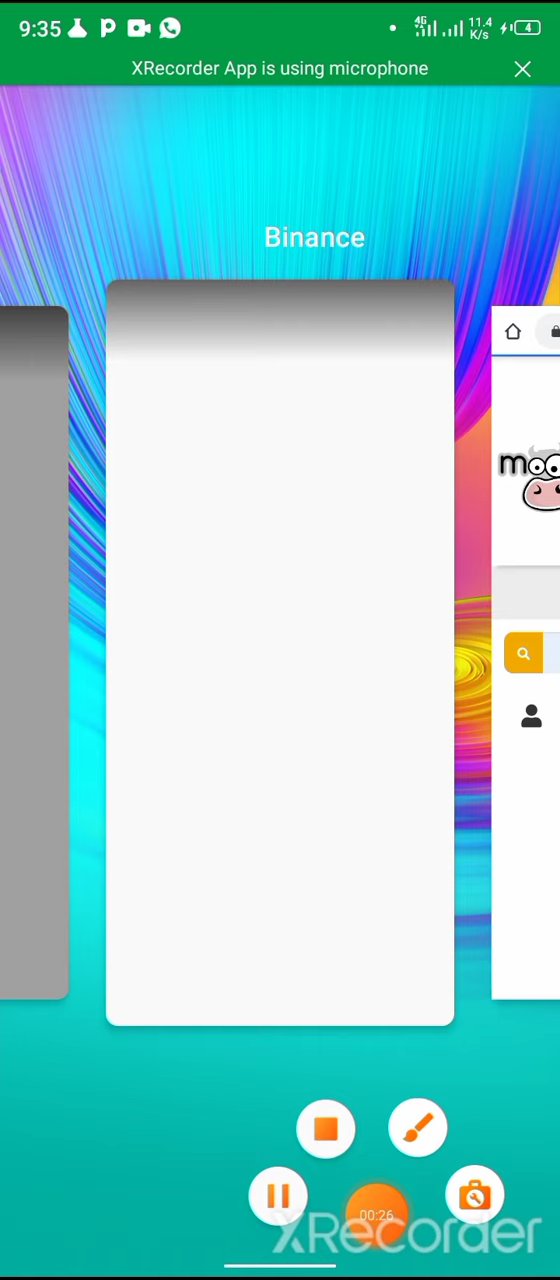 9:35
4G
11.4
K/s
4
XRecorder App is using microphone
Binance
moo
00:26
XRecorder